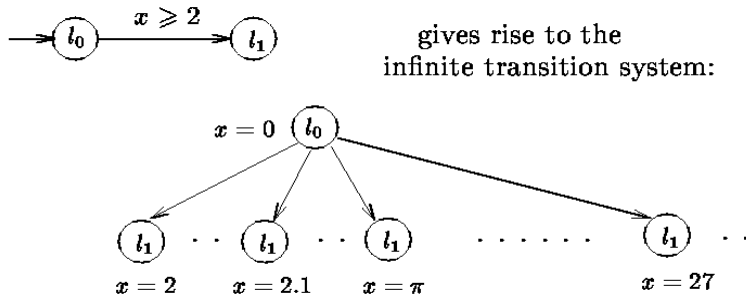 x ⩾ 2
l₀ l₁
gives rise to the
infinite transition system:
x = 0 l₀
l₁ · · l₁ · · l₁ · · · · · · l₁ · ·
x = 2 x = 2.1 x = π x = 27